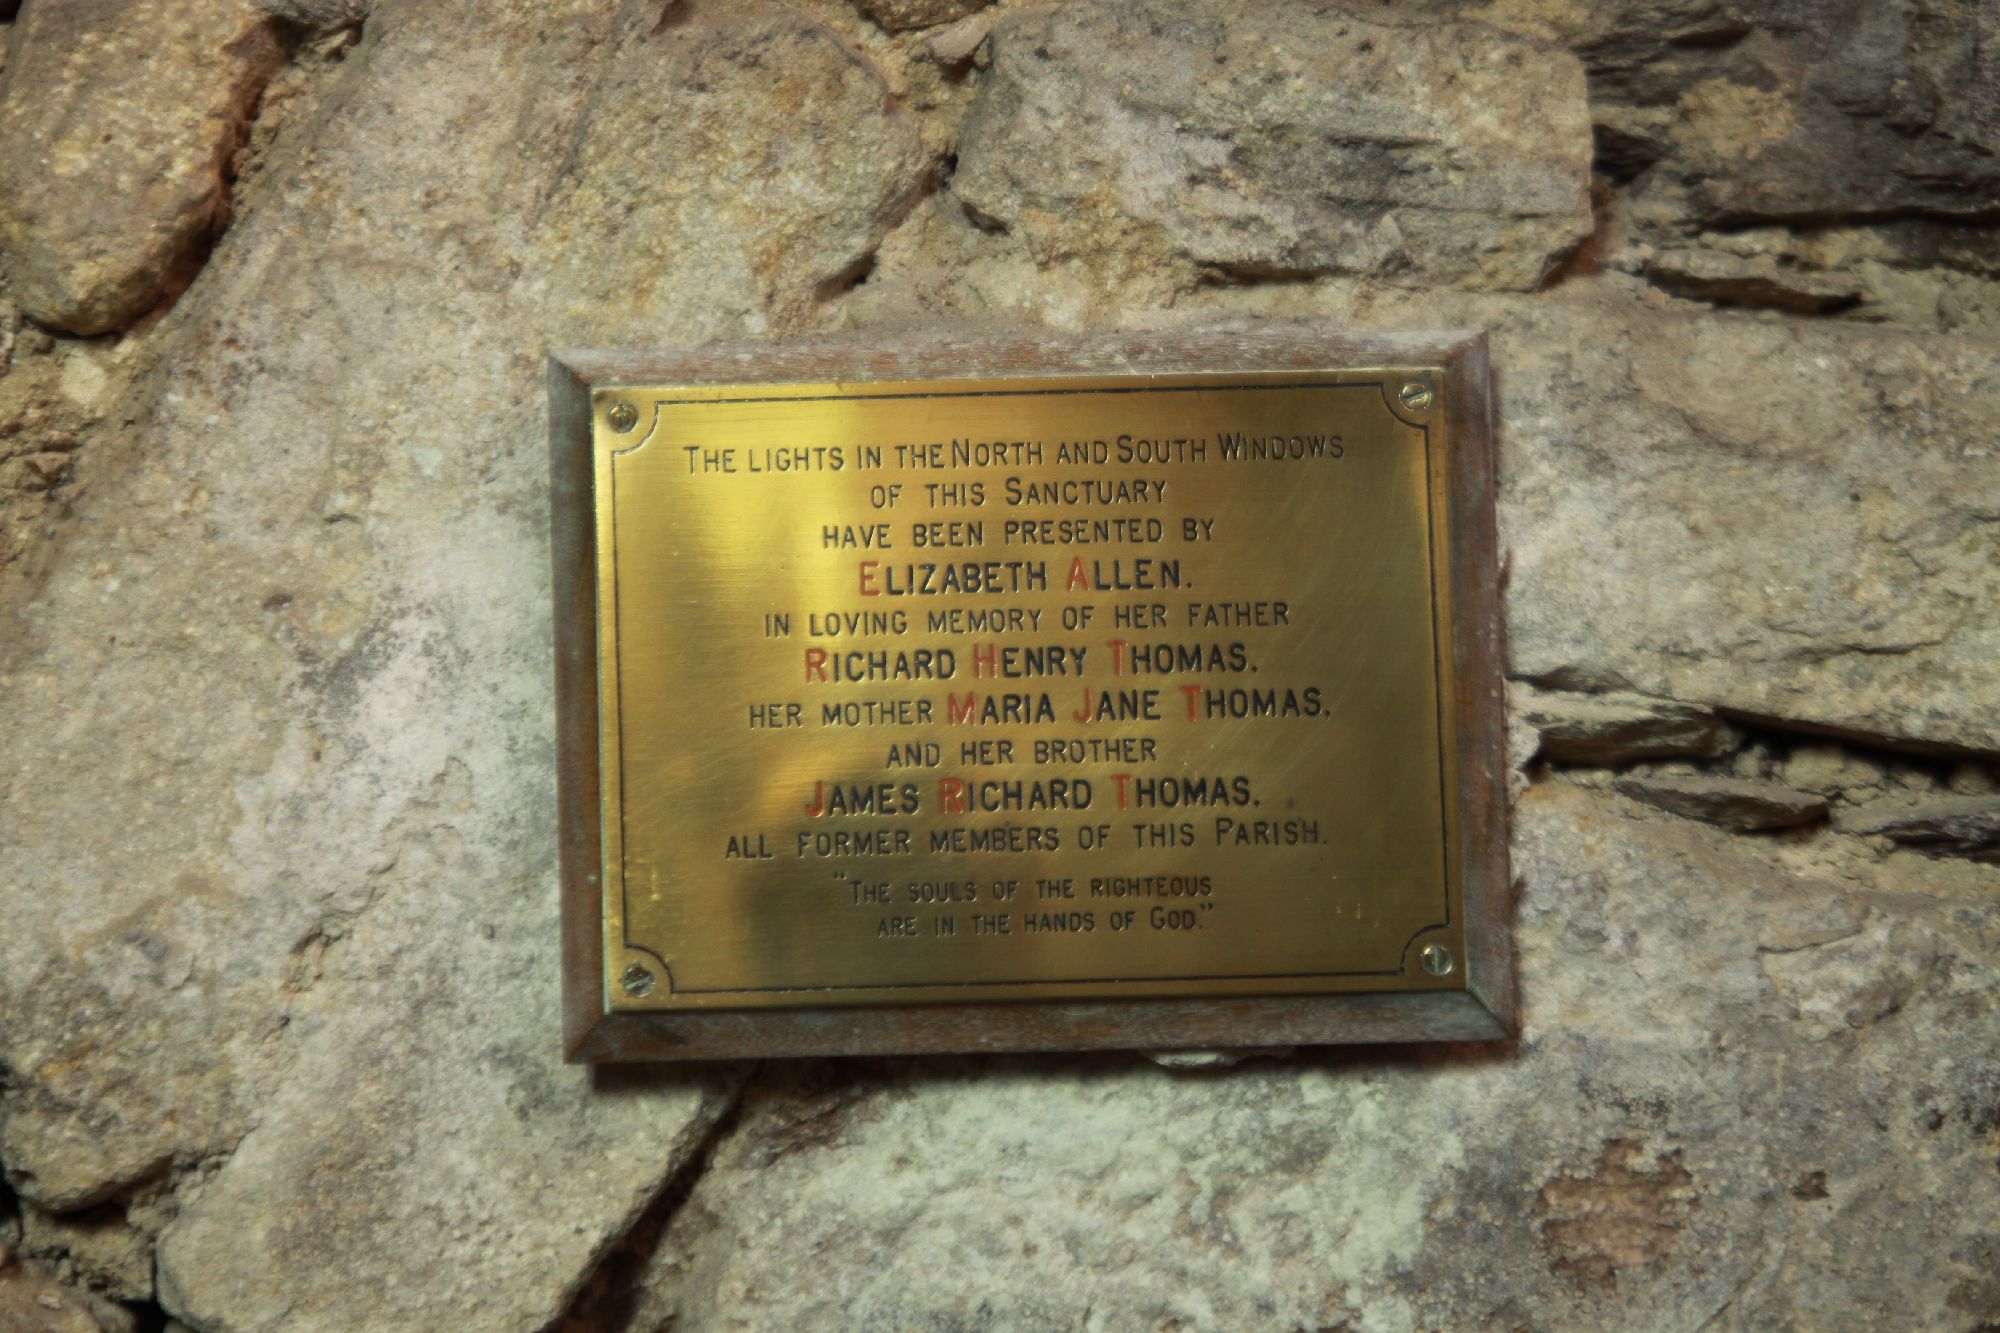 THE LIGHTS IN THE NORTH AND SOUTH WINDOWS
OF THIS SANCTUARY
HAVE BEEN PRESENTED BY
ELIZABETH ALLEN.
IN LOVING MEMORY OF HER FATHER
RICHARD HENRY THOMAS.
HER MOTHER MARIA JANE THOMAS.
AND HER BROTHER
JAMES RICHARD THOMAS.
ALL FORMER MEMBERS OF THIS PARISH.
"THE SOULS OF THE RIGHTEOUS
ARE IN THE HANDS OF GOD."